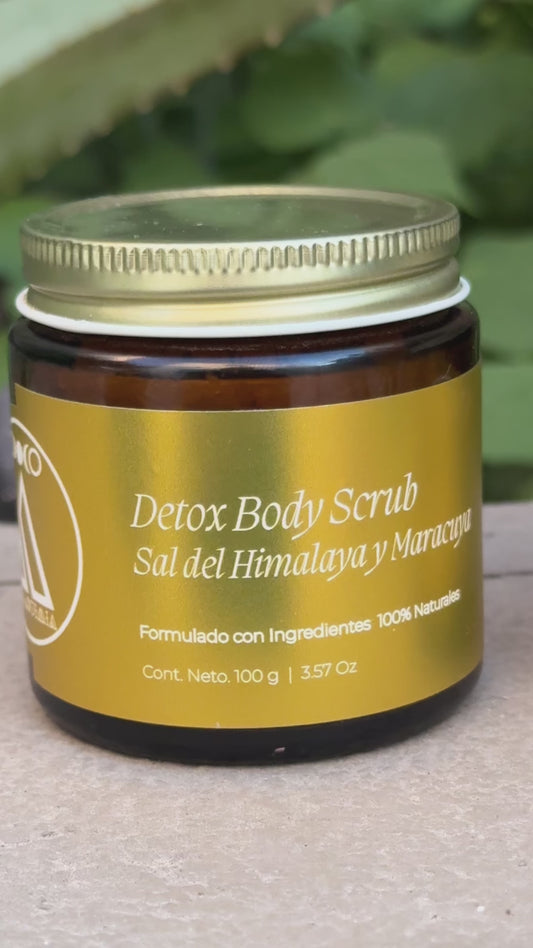 Detox Body Scrub
Sal del Himalaya y Maracuya
Formulado con Ingredientes 100% Naturales
Cont. Neto. 100 g | 3.57 Oz